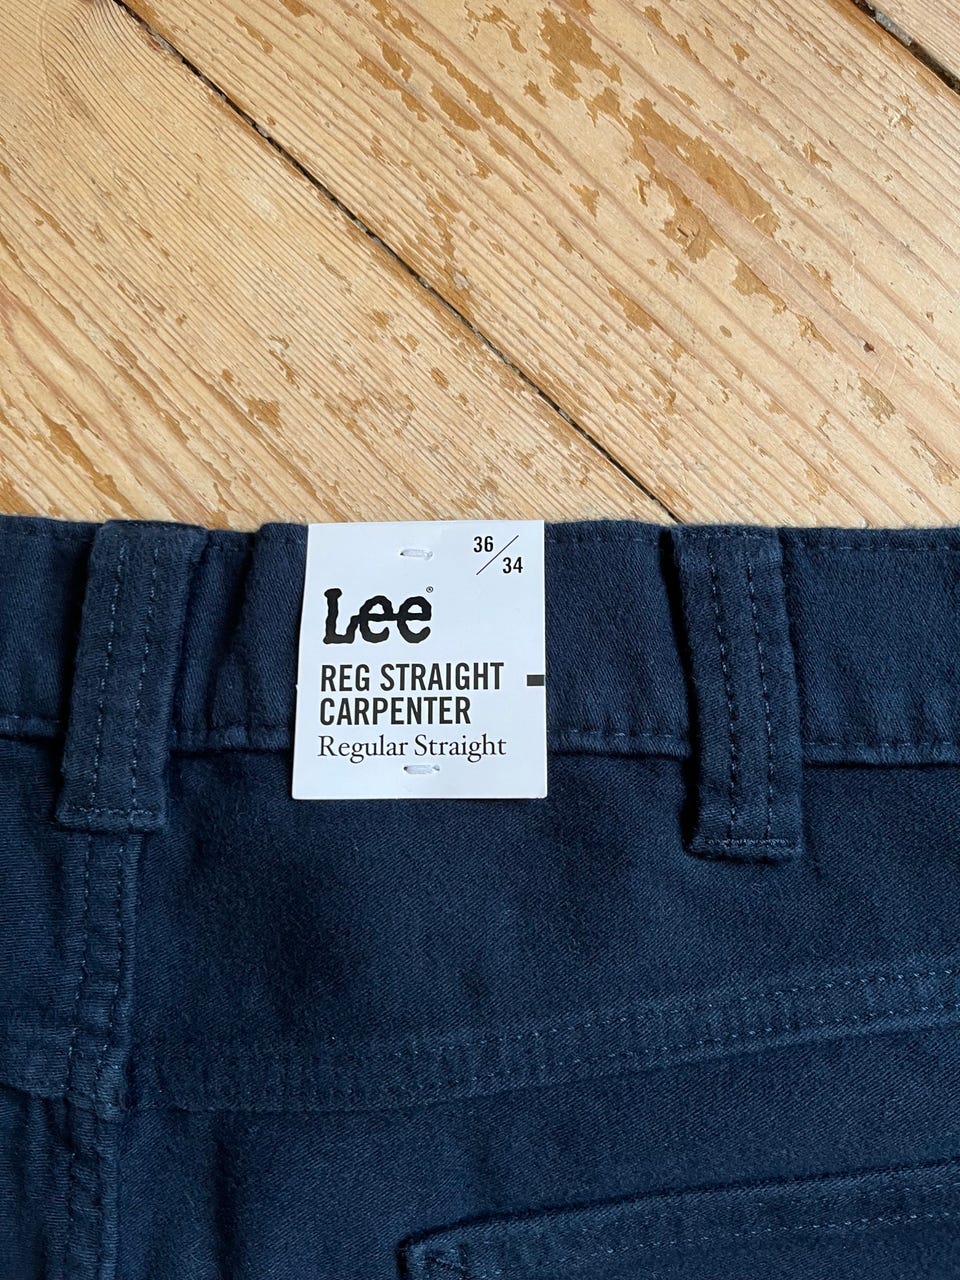 36/34
Lee®
REG STRAIGHT
CARPENTER
Regular Straight